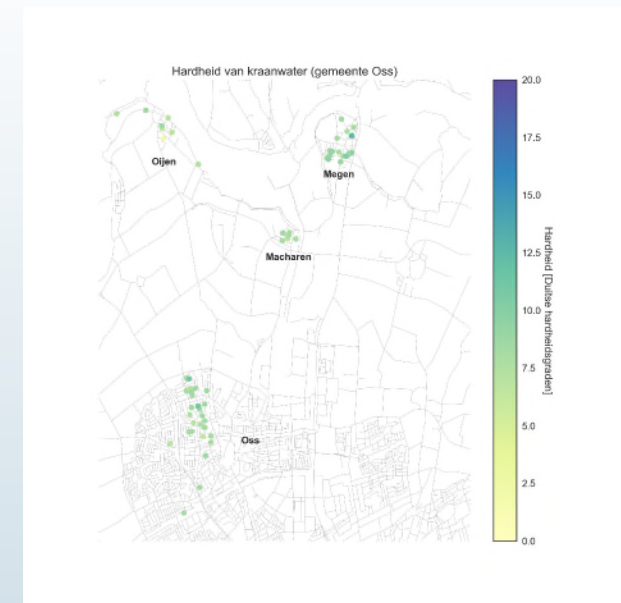 Hardheid van kraanwater (gemeente Oss)
20.0
17.5
15.0
12.5
10.0
7.5
5.0
2.5
0.0
Hardheid [Duitse hardheidsgraden]
Oijen
Megen
Macharen
Oss